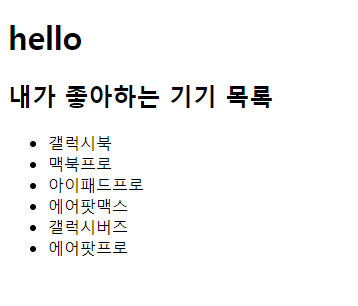 hello
내가 좋아하는 기기 목록
갤럭시북
맥북프로
아이패드프로
에어팟맥스
갤럭시버즈
에어팟프로